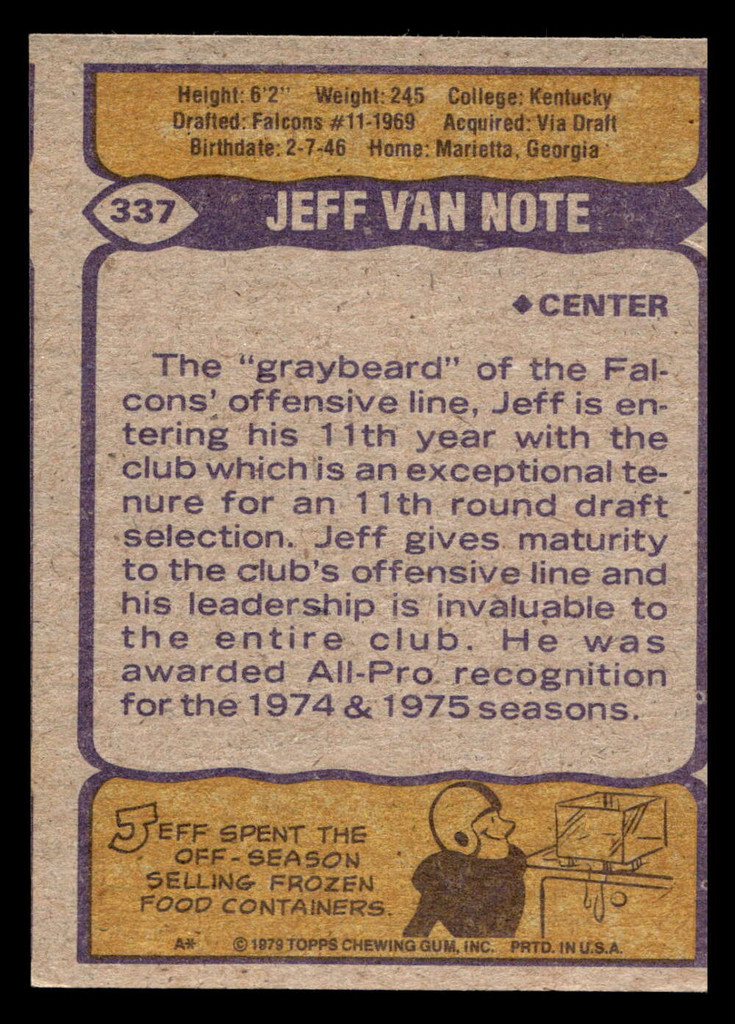 Height: 6'2" Weight: 245 College: Kentucky
Drafted: Falcons #11-1969 Acquired: Via Draft
Birthdate: 2-7-46 Home: Marietta, Georgia
337 JEFF VAN NOTE
◆ CENTER
The "graybeard" of the Fal-
cons' offensive line, Jeff is en-
tering his 11th year with the
club which is an exceptional te-
nure for an 11th round draft
selection. Jeff gives maturity
to the club's offensive line and
his leadership is invaluable to
the entire club. He was
awarded All-Pro recognition
for the 1974 & 1975 seasons.
JEFF SPENT THE
OFF-SEASON
SELLING FROZEN
FOOD CONTAINERS.
A* © 1979 TOPPS CHEWING GUM, INC. PRTD. IN U.S.A.